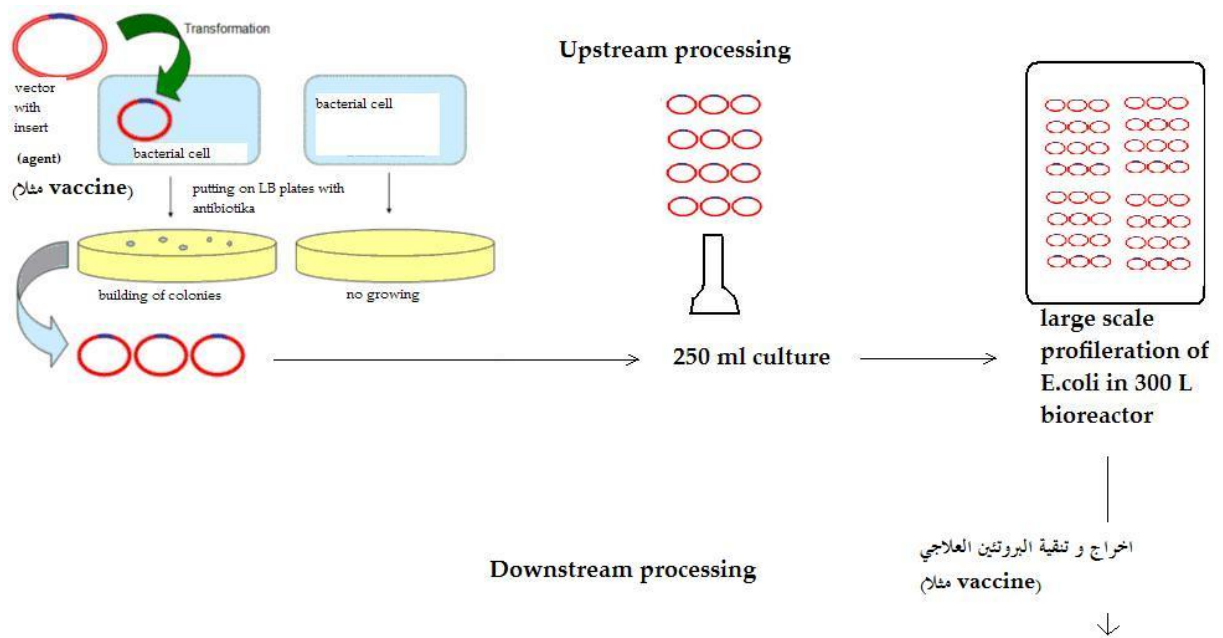 Transformation
vector
with
insert
(agent)
(مثلا vaccine)
bacterial cell
bacterial cell
putting on LB plates with
antibiotika
building of colonies
no growing
Upstream processing
250 ml culture
large scale
profileration of
E.coli in 300 L
bioreactor
اخراج و تنقية البروتئين العلاجي
(مثلا vaccine)
Downstream processing